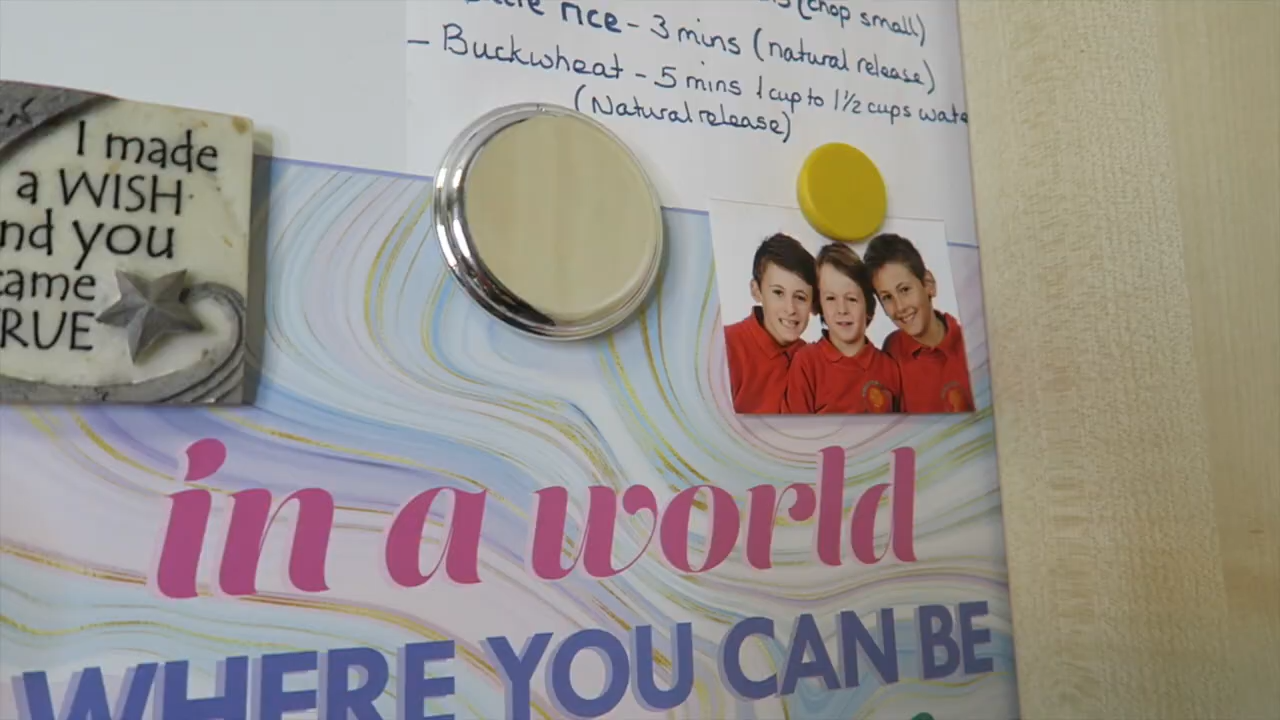 (chop small)
rice - 3 mins (natural release)
- Buckwheat - 5 mins 1 cup to 1½ cups wate
(Natural release)
I made
a WISH
nd you
came
RUE
in a world
WHERE YOU CAN BE